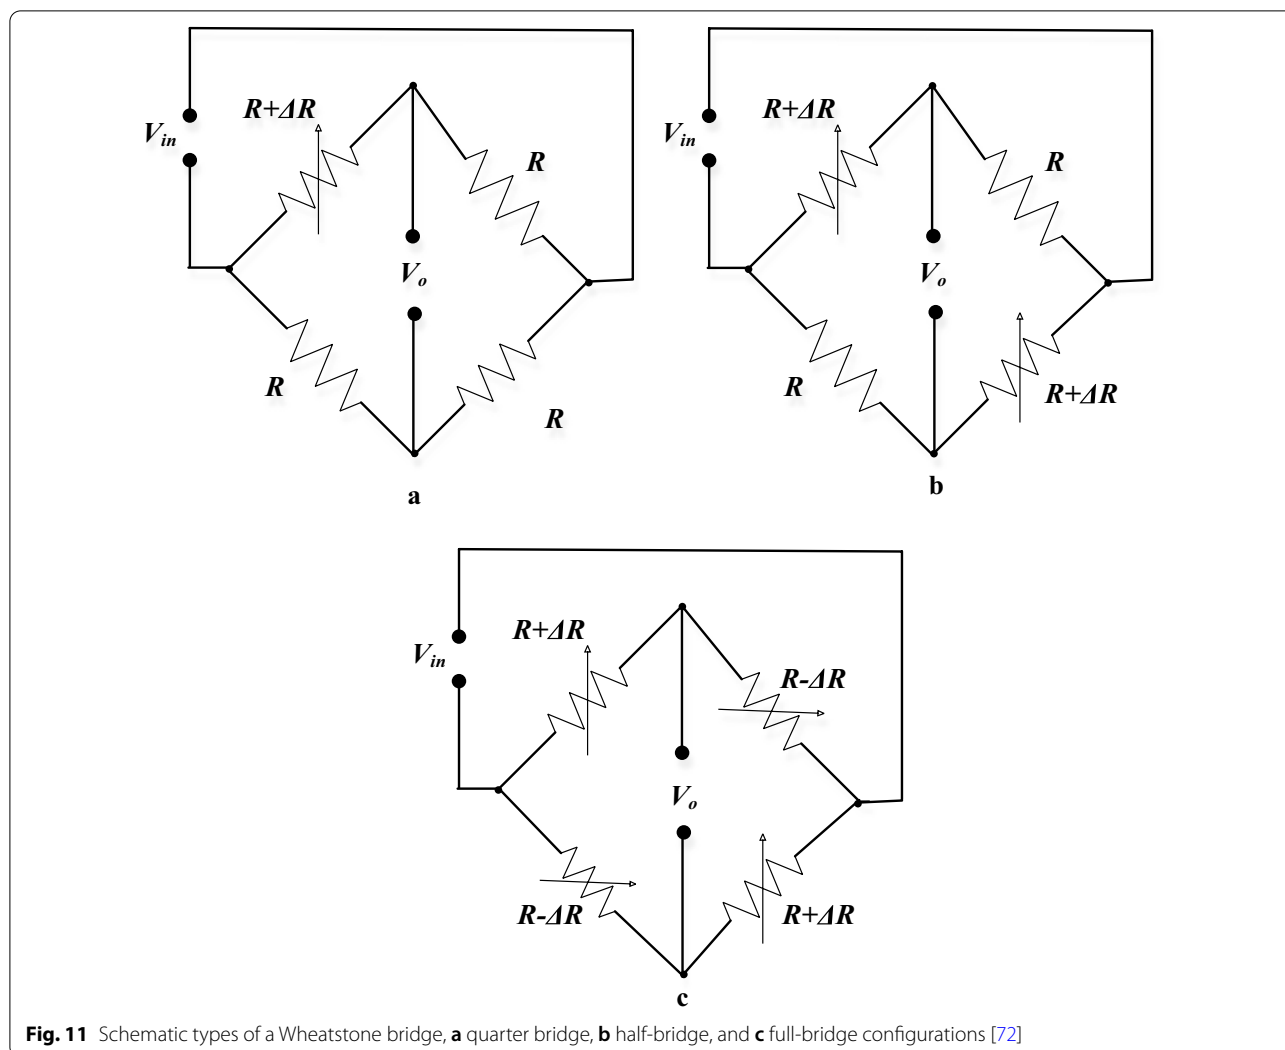 R+ΔR
V_in
R
V_o
R
R
a
R+ΔR
V_in
R
V_o
R
R+ΔR
b
R+ΔR
V_in
R-ΔR
V_o
R-ΔR
R+ΔR
c
Fig. 11 Schematic types of a Wheatstone bridge, a quarter bridge, b half-bridge, and c full-bridge configurations [72]